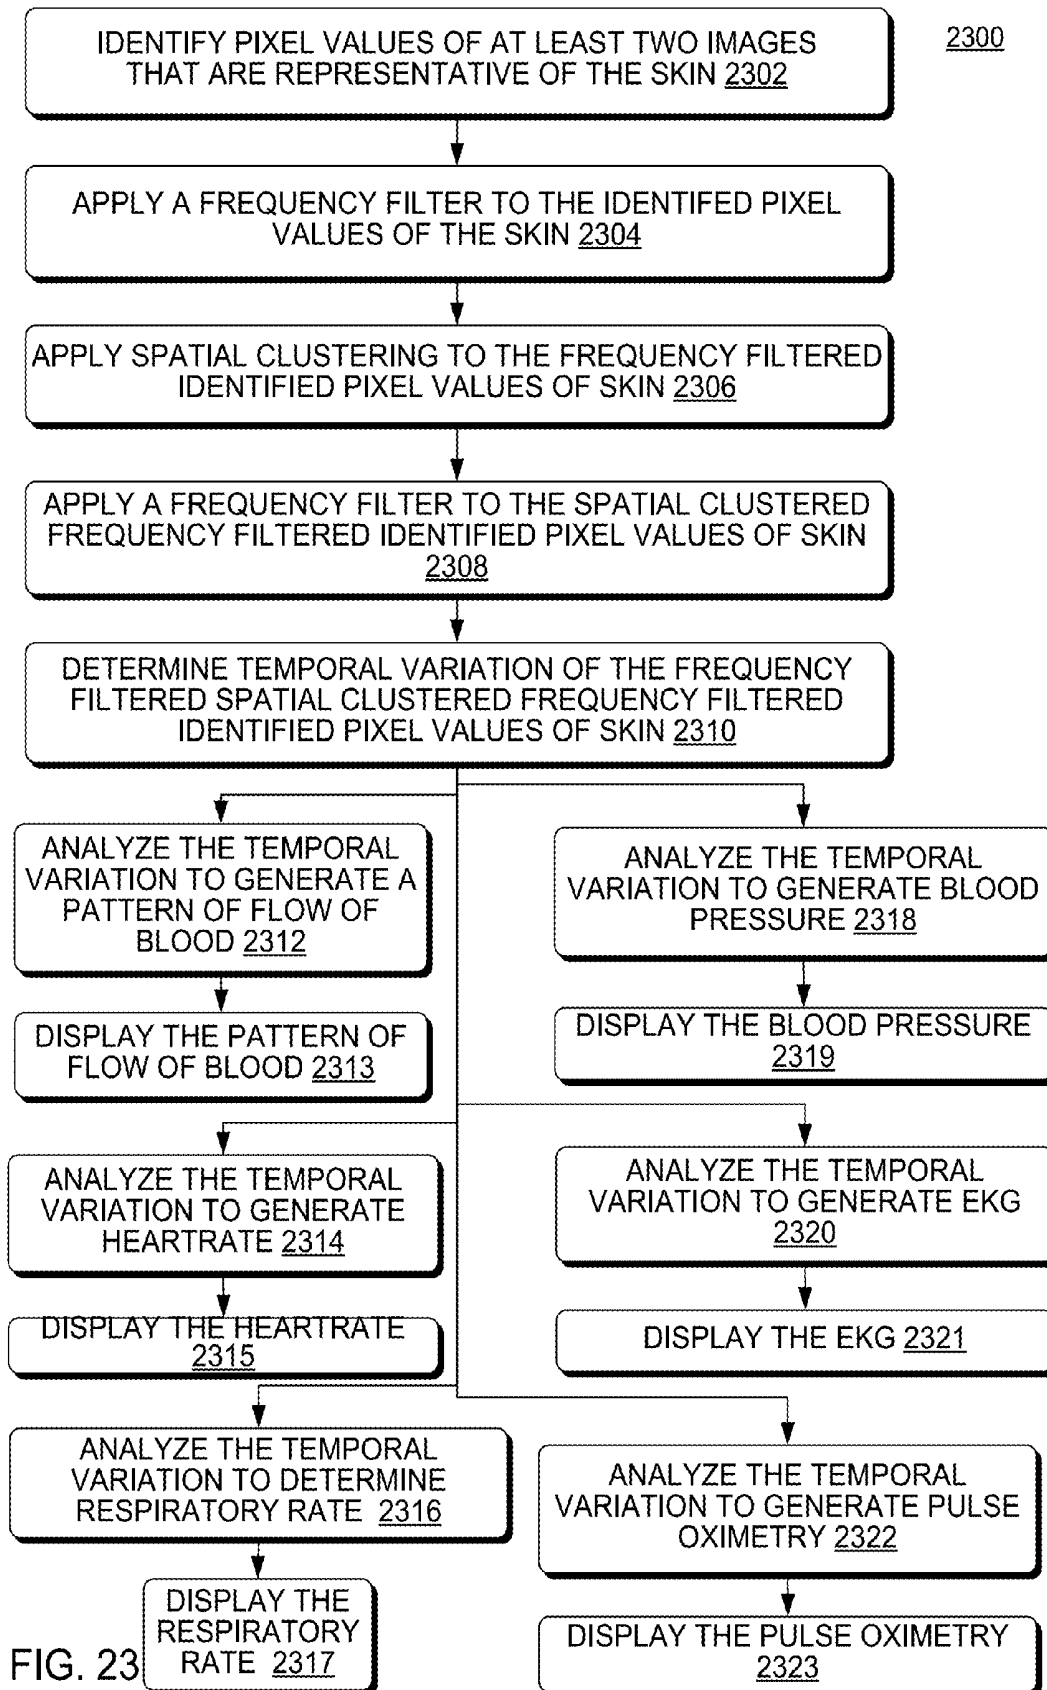 2300
IDENTIFY PIXEL VALUES OF AT LEAST TWO IMAGES
THAT ARE REPRESENTATIVE OF THE SKIN 2302
APPLY A FREQUENCY FILTER TO THE IDENTIFED PIXEL
VALUES OF THE SKIN 2304
APPLY SPATIAL CLUSTERING TO THE FREQUENCY FILTERED
IDENTIFIED PIXEL VALUES OF SKIN 2306
APPLY A FREQUENCY FILTER TO THE SPATIAL CLUSTERED
FREQUENCY FILTERED IDENTIFIED PIXEL VALUES OF SKIN
2308
DETERMINE TEMPORAL VARIATION OF THE FREQUENCY
FILTERED SPATIAL CLUSTERED FREQUENCY FILTERED
IDENTIFIED PIXEL VALUES OF SKIN 2310
ANALYZE THE TEMPORAL
VARIATION TO GENERATE A
PATTERN OF FLOW OF
BLOOD 2312
DISPLAY THE PATTERN OF
FLOW OF BLOOD 2313
ANALYZE THE TEMPORAL
VARIATION TO GENERATE BLOOD
PRESSURE 2318
DISPLAY THE BLOOD PRESSURE
2319
ANALYZE THE TEMPORAL
VARIATION TO GENERATE
HEARTRATE 2314
DISPLAY THE HEARTRATE
2315
ANALYZE THE TEMPORAL
VARIATION TO GENERATE EKG
2320
DISPLAY THE EKG 2321
ANALYZE THE TEMPORAL
VARIATION TO DETERMINE
RESPIRATORY RATE 2316
DISPLAY THE
RESPIRATORY
RATE 2317
ANALYZE THE TEMPORAL
VARIATION TO GENERATE PULSE
OXIMETRY 2322
DISPLAY THE PULSE OXIMETRY
2323
FIG. 23